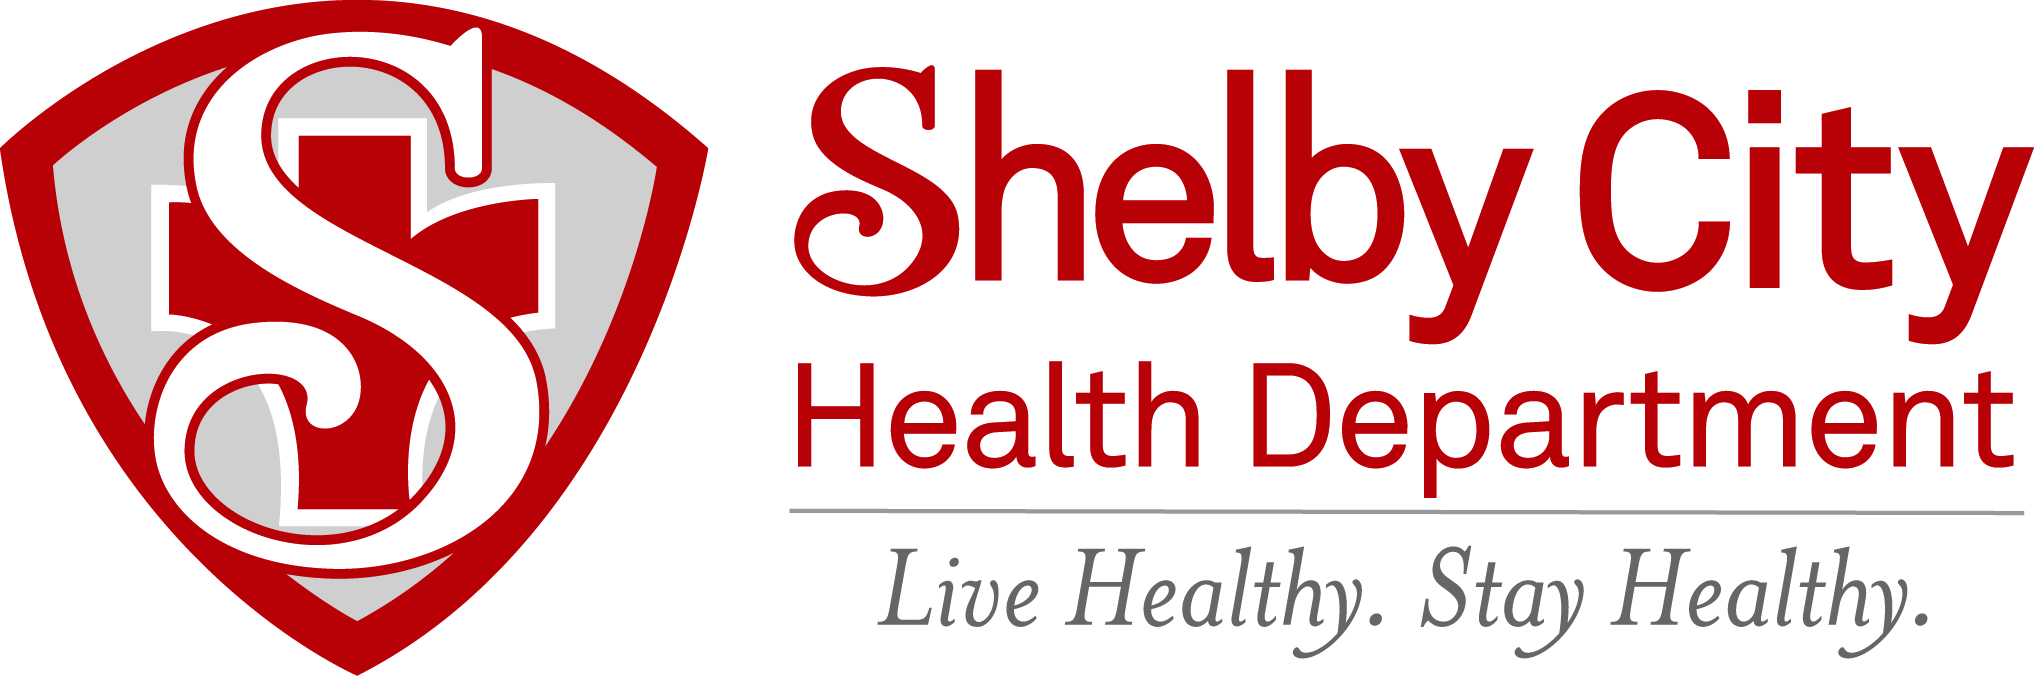 S
Shelby City
Health Department
Live Healthy. Stay Healthy.